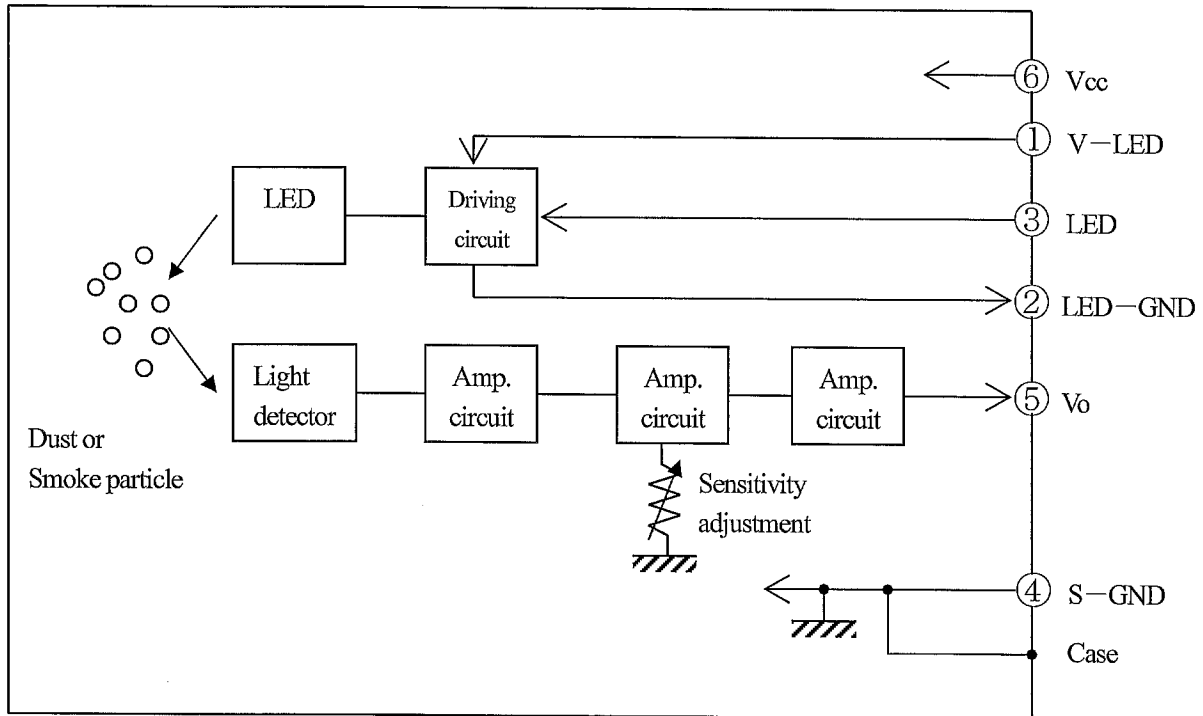 ⑥ Vcc
① V-LED
LED
Driving
circuit
③ LED
② LED-GND
Light
detector
Amp.
circuit
Amp.
circuit
Amp.
circuit
⑤ Vo
Dust or
Smoke particle
Sensitivity
adjustment
④ S-GND
Case